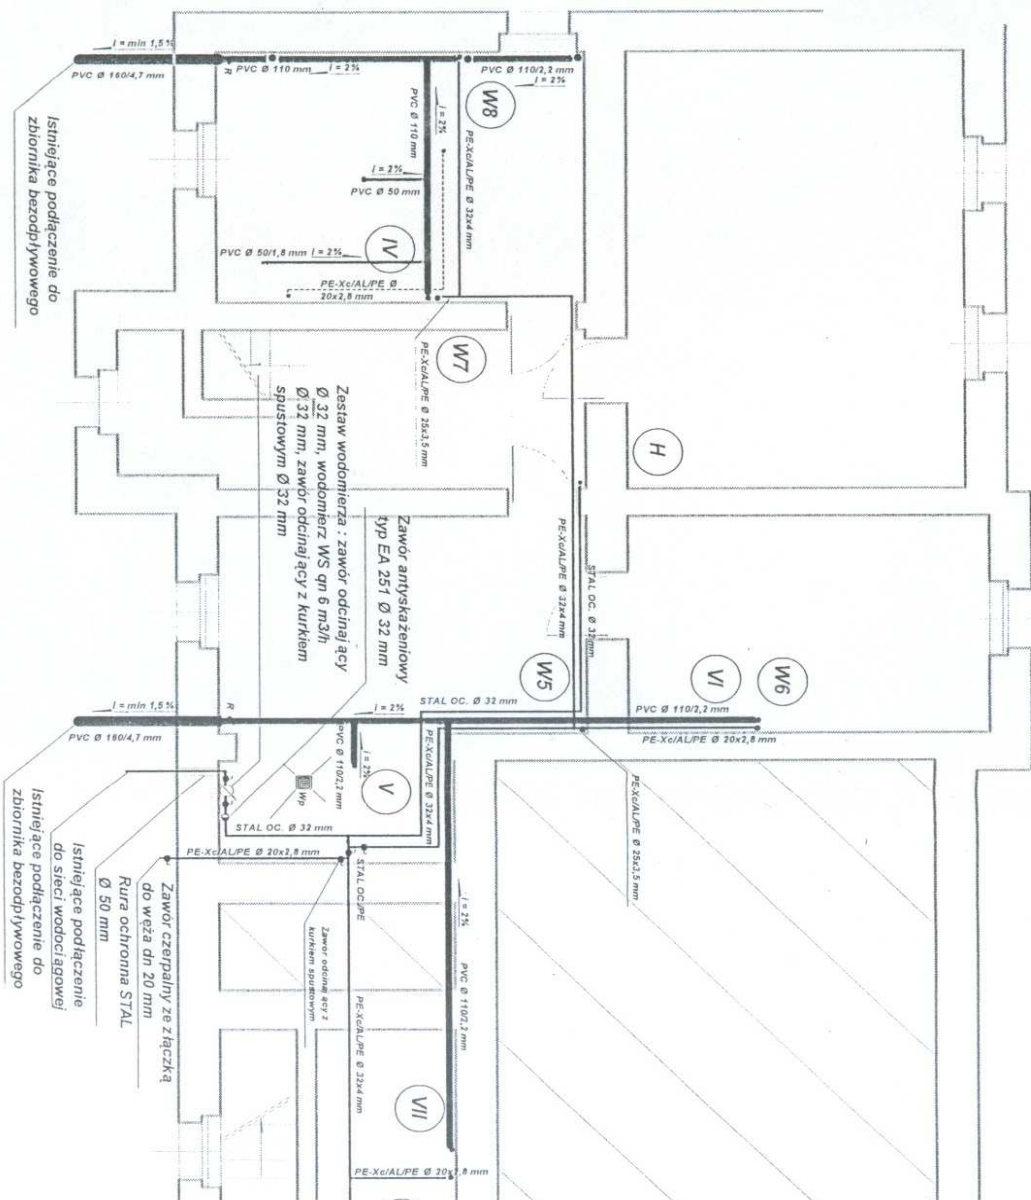 i = min 1,5 %
PVC Ø 160/4,7 mm
R
PVC Ø 110 mm
i = 2%
PVC Ø 110/2,2 mm
i = 2%
W8
PVC Ø 110 mm
i = 2%
PE-Xc/AL/PE Ø 32x4 mm
i = 2%
PVC Ø 50 mm
IV
PVC Ø 50/1,8 mm
i = 2%
PE-Xc/AL/PE Ø
20x2,8 mm
Istniejące podłączenie do
zbiornika bezodpływowego
W7
PE-Xc/AL/PE Ø 25x3,5 mm
H
Zestaw wodomierza : zawór odcinający
Ø 32 mm, wodomierz WS qn 6 m3/h
Ø 32 mm, zawór odcinający z kurkiem
spustowym Ø 32 mm
Zawór antyskażeniowy
typ EA 251 Ø 32 mm
PE-Xc/AL/PE Ø 32x4 mm
STAL OC. Ø 32 mm
W5
VI
W6
STAL OC. Ø 32 mm
PVC Ø 110/2,2 mm
PE-Xc/AL/PE Ø 20x2,8 mm
i = min 1,5 %
R
PVC Ø 160/4,7 mm
i = 2%
PVC Ø 110/2,2 mm
i = 2%
V
Wp
PE-Xc/AL/PE Ø 32x4 mm
PE-Xc/AL/PE Ø 25x3,5 mm
STAL OC. Ø 32 mm
PE-Xc/AL/PE Ø 20x2,8 mm
STAL OC/PE
Zawór odcinający z
kurkiem spustowym
i = 2%
PVC Ø 110/2,2 mm
PE-Xc/AL/PE Ø 32x4 mm
VII
PE-Xc/AL/PE Ø 20x2,8 mm
Zawór czerpalny ze złączką
do węża dn 20 mm
Rura ochronna STAL
Ø 50 mm
Istniejące podłączenie
do sieci wodociągowej
Istniejące podłączenie do
zbiornika bezodpływowego